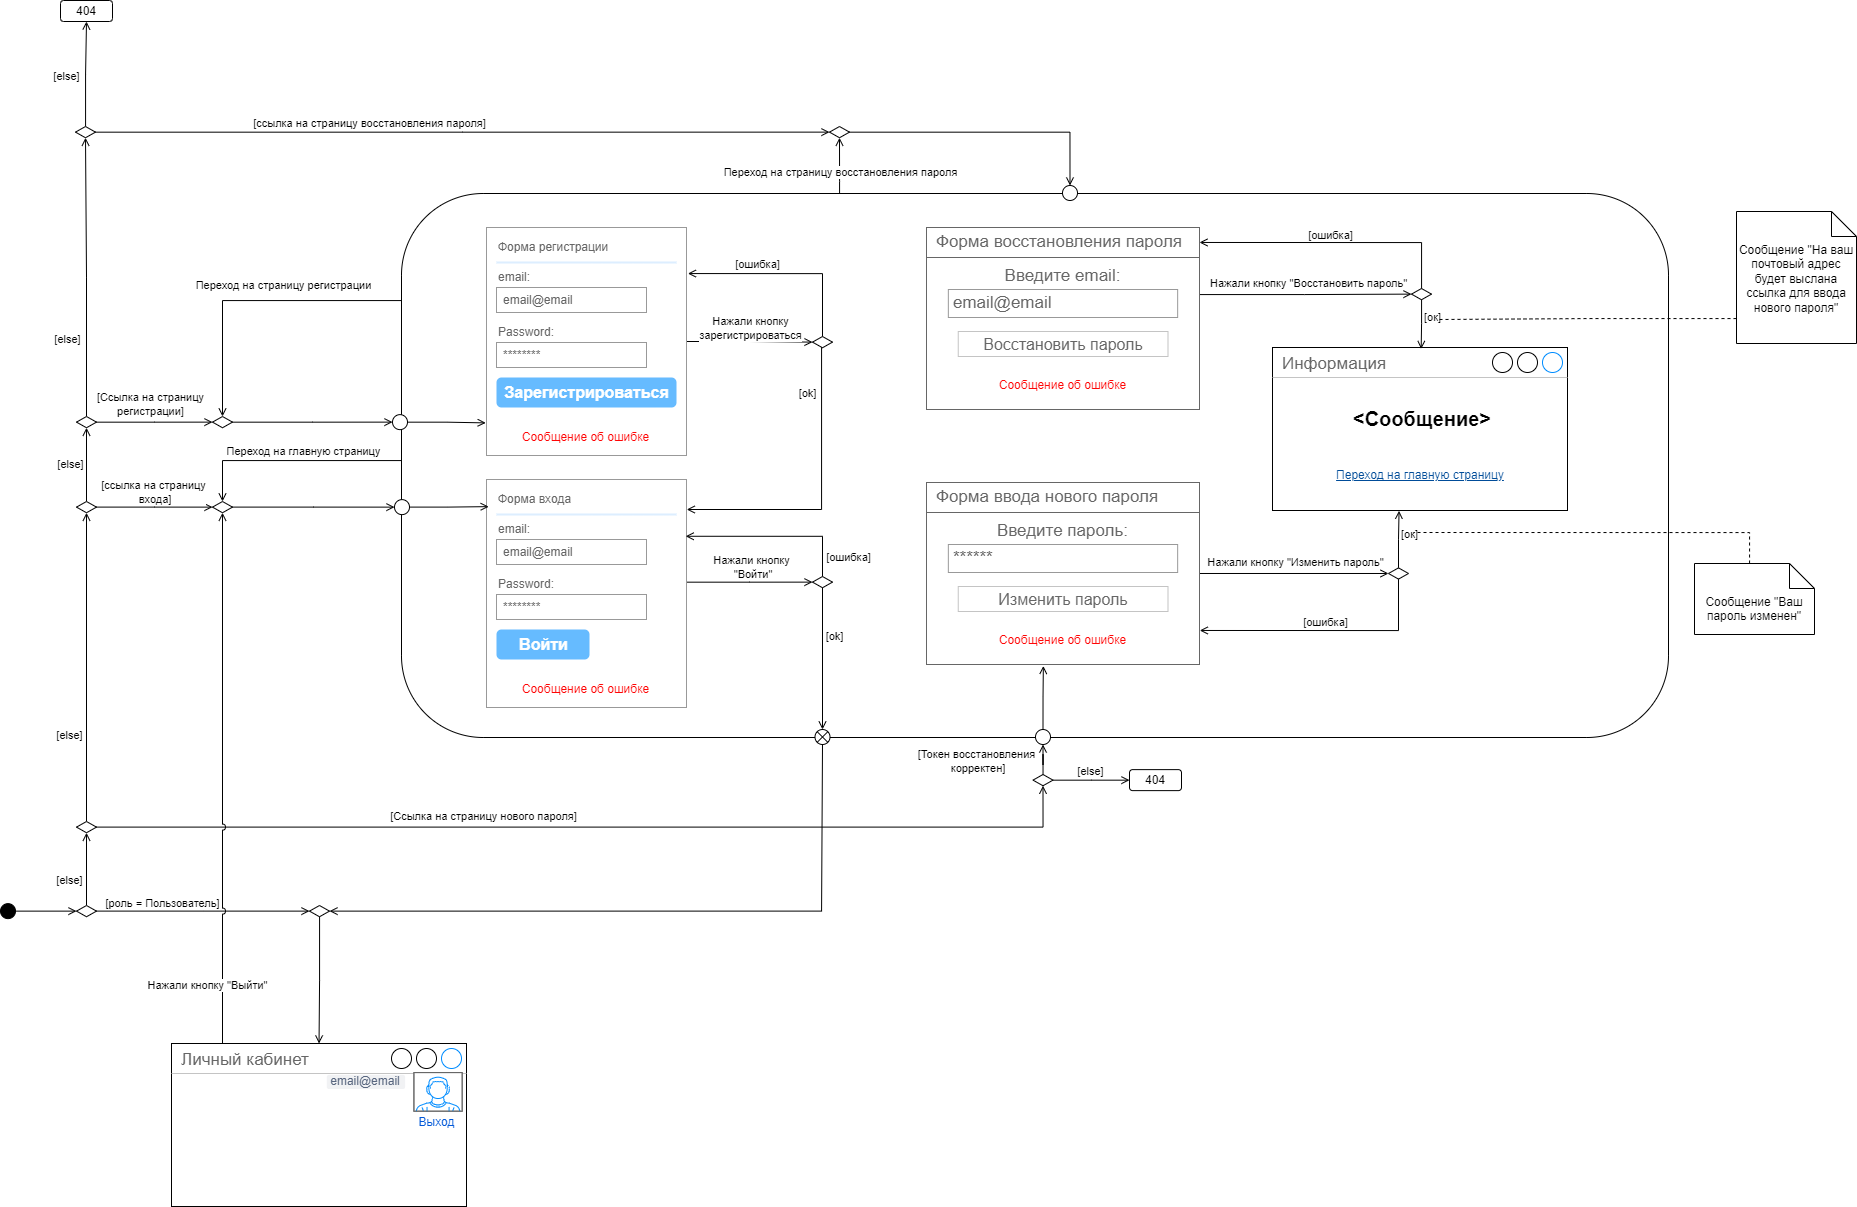 404
[else]
[ссылка на страницу восстановления пароля]
Переход на страницу восстановления пароля
Форма регистрации
email:
email@email
Password:
********
Зарегистрироваться
Сообщение об ошибке
[ошибка]
Нажали кнопку
зарегистрироваться
[ok]
Переход на страницу регистрации
[else]
[Ссылка на страницу
регистрации]
Переход на главную страницу
[else]
[ссылка на страницу
входа]
Форма входа
email:
email@email
Password:
********
Войти
Сообщение об ошибке
[ошибка]
Нажали кнопку
"Войти"
[ok]
Форма восстановления пароля
Введите email:
email@email
Восстановить пароль
Сообщение об ошибке
[ошибка]
Нажали кнопку "Восстановить пароль"
[ок]
Сообщение "На ваш
почтовый адрес
будет выслана
ссылка для ввода
нового пароля"
Информация
<Сообщение>
Переход на главную страницу
Форма ввода нового пароля
Введите пароль:
******
Изменить пароль
Сообщение об ошибке
[ок]
Нажали кнопку "Изменить пароль"
[ошибка]
Сообщение "Ваш
пароль изменен"
[else]
[Токен восстановления
корректен]
[else]
404
[Ссылка на страницу нового пароля]
[else]
[роль = Пользователь]
Нажали кнопку "Выйти"
Личный кабинет
email@email
Выход